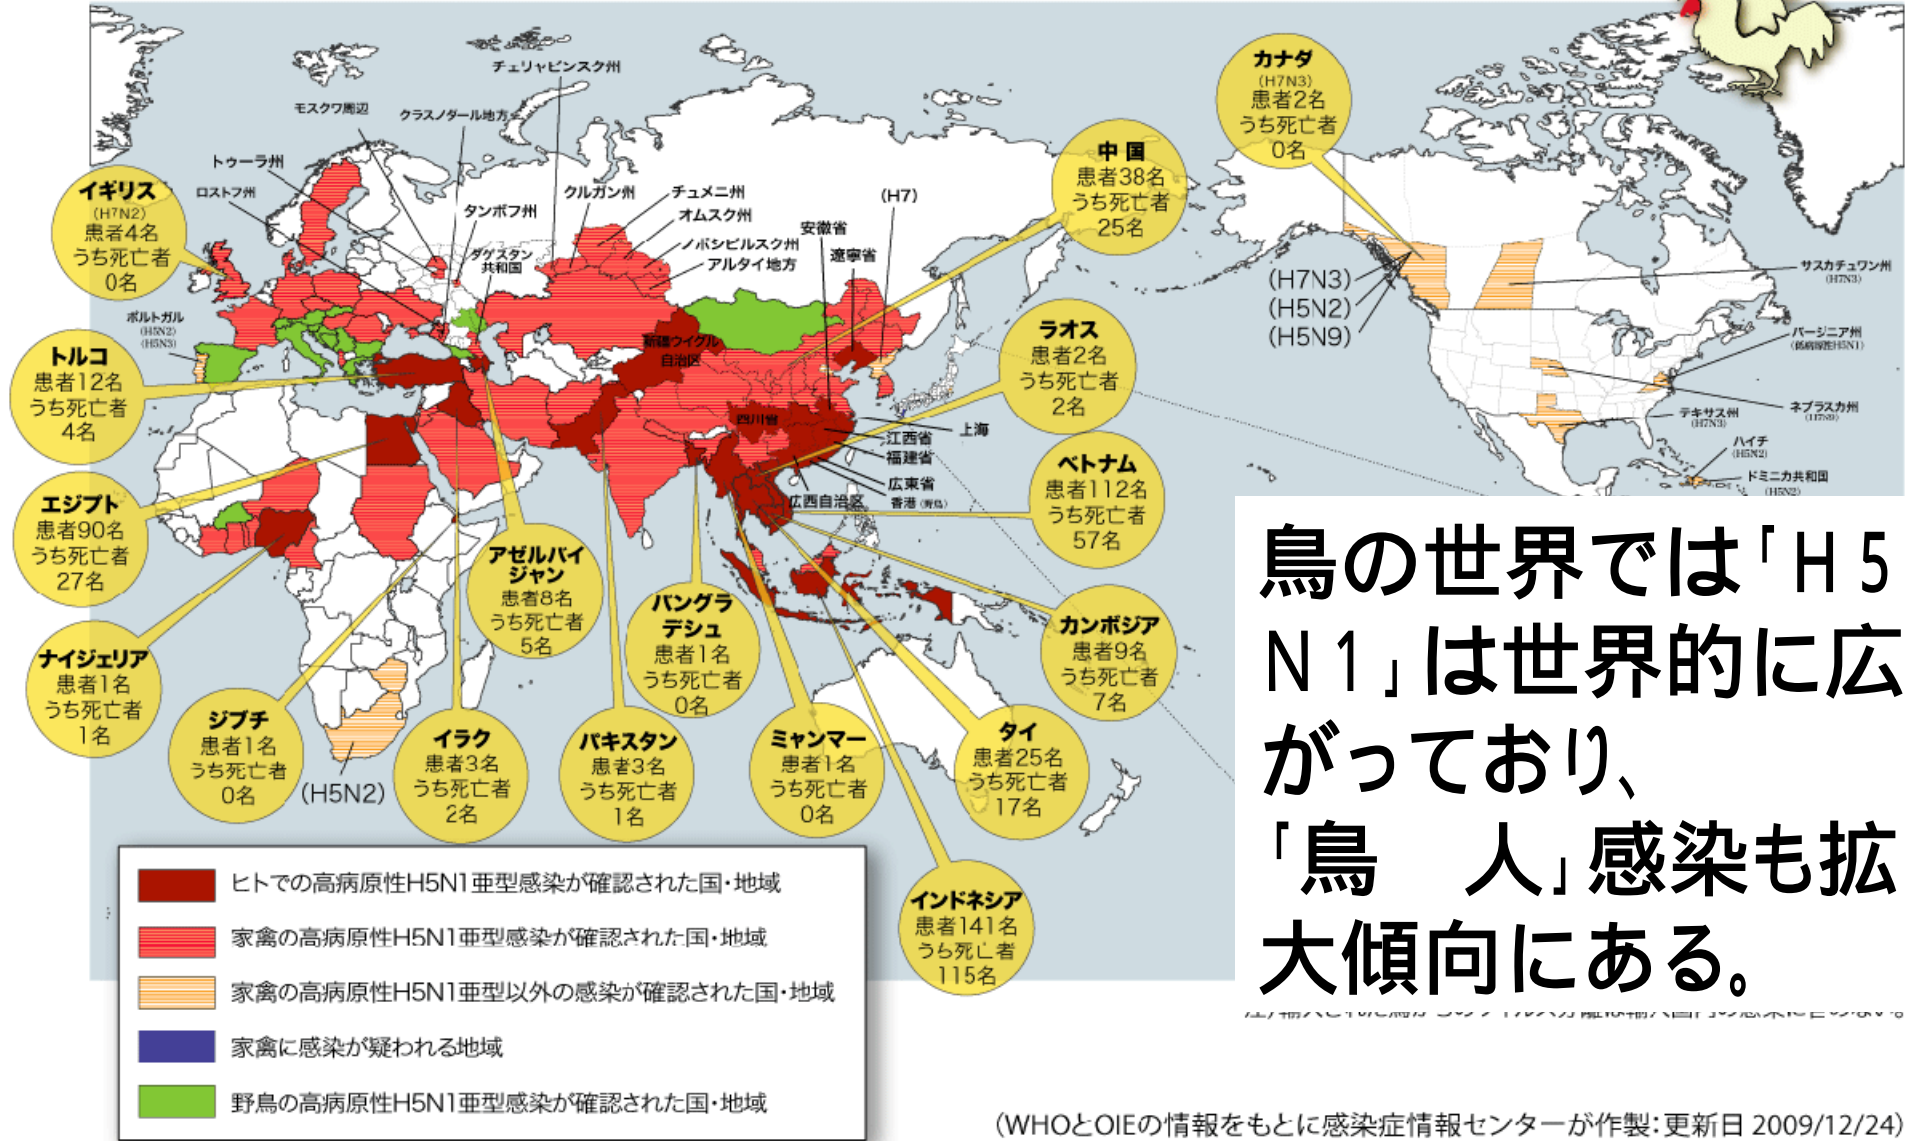 チェリャビンスク州
モスクワ周辺
クラスノダール地方
トゥーラ州
ロストフ州
タンボフ州
クルガン州
チュメニ州
オムスク州
ノボシビルスク州
アルタイ地方
ダゲスタン
共和国
(H7)
安徽省
遼寧省
カナダ
(H7N3)
患者2名
うち死亡者
0名
中 国
患者38名
うち死亡者
25名
イギリス
(H7N2)
患者4名
うち死亡者
0名
ポルトガル
(H5N2)
(H5N3)
トルコ
患者12名
うち死亡者
4名
エジプト
患者90名
うち死亡者
27名
ナイジェリア
患者1名
うち死亡者
1名
ジブチ
患者1名
うち死亡者
0名
(H5N2)
イラク
患者3名
うち死亡者
2名
アゼルバイ
ジャン
患者8名
うち死亡者
5名
パキスタン
患者3名
うち死亡者
1名
バングラ
デシュ
患者1名
うち死亡者
0名
ミャンマー
患者1名
うち死亡者
0名
タイ
患者25名
うち死亡者
17名
インドネシア
患者141名
うち死亡者
115名
カンボジア
患者9名
うち死亡者
7名
ベトナム
患者112名
うち死亡者
57名
ラオス
患者2名
うち死亡者
2名
新疆ウイグル
自治区
四川省
上海
江西省
福建省
広東省
香港(野鳥)
広西自治区
(H7N3)
(H5N2)
(H5N9)
サスカチュワン州
(H7N3)
バージニア州
(低病原性H5N1)
ネブラスカ州
(H7N9)
テキサス州
(H7N3)
ハイチ
(H5N2)
ドミニカ共和国
(H5N2)
鳥の世界では「H5
N1」は世界的に広
がっており、
「鳥 人」感染も拡
大傾向にある。
ヒトでの高病原性H5N1亜型感染が確認された国・地域
家禽の高病原性H5N1亜型感染が確認された国・地域
家禽の高病原性H5N1亜型以外の感染が確認された国・地域
家禽に感染が疑われる地域
野鳥の高病原性H5N1亜型感染が確認された国・地域
(WHOとOIEの情報をもとに感染症情報センターが作製：更新日 2009/12/24)